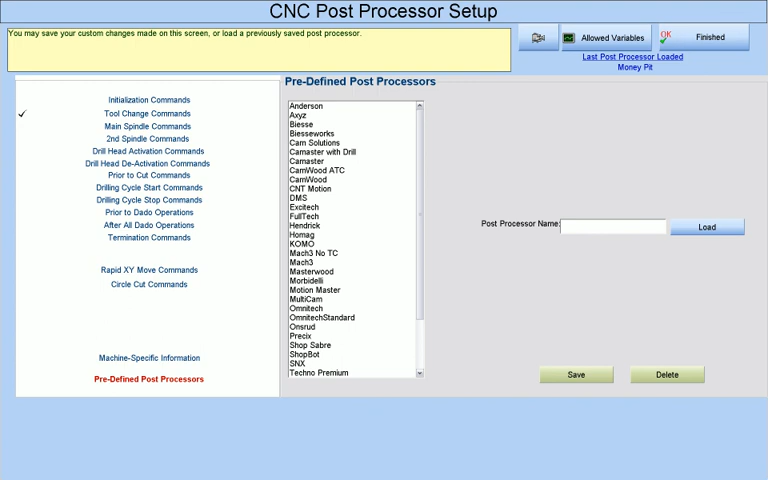 CNC Post Processor Setup
You may save your custom changes made on this screen, or load a previously saved post processor.
Allowed Variables
OK
Finished
Last Post Processor Loaded
Money Pit
Initialization Commands
Tool Change Commands
Main Spindle Commands
2nd Spindle Commands
Drill Head Activation Commands
Drill Head De-Activation Commands
Prior to Cut Commands
Drilling Cycle Start Commands
Drilling Cycle Stop Commands
Prior to Dado Operations
After All Dado Operations
Termination Commands
Rapid XY Move Commands
Circle Cut Commands
Machine-Specific Information
Pre-Defined Post Processors
Pre-Defined Post Processors
Anderson
Axyz
Biesse
Biesseworks
Cam Solutions
Camaster with Drill
Camaster
CamWood ATC
CamWood
CNT Motion
DMS
Excitech
FullTech
Hendrick
Homag
KOMO
Mach3 No TC
Mach3
Masterwood
Morbidelli
Motion Master
MultiCam
Omnitech
OmnitechStandard
Onsrud
Precix
Shop Sabre
ShopBot
SNX
Techno Premium
Post Processor Name:
Load
Save
Delete